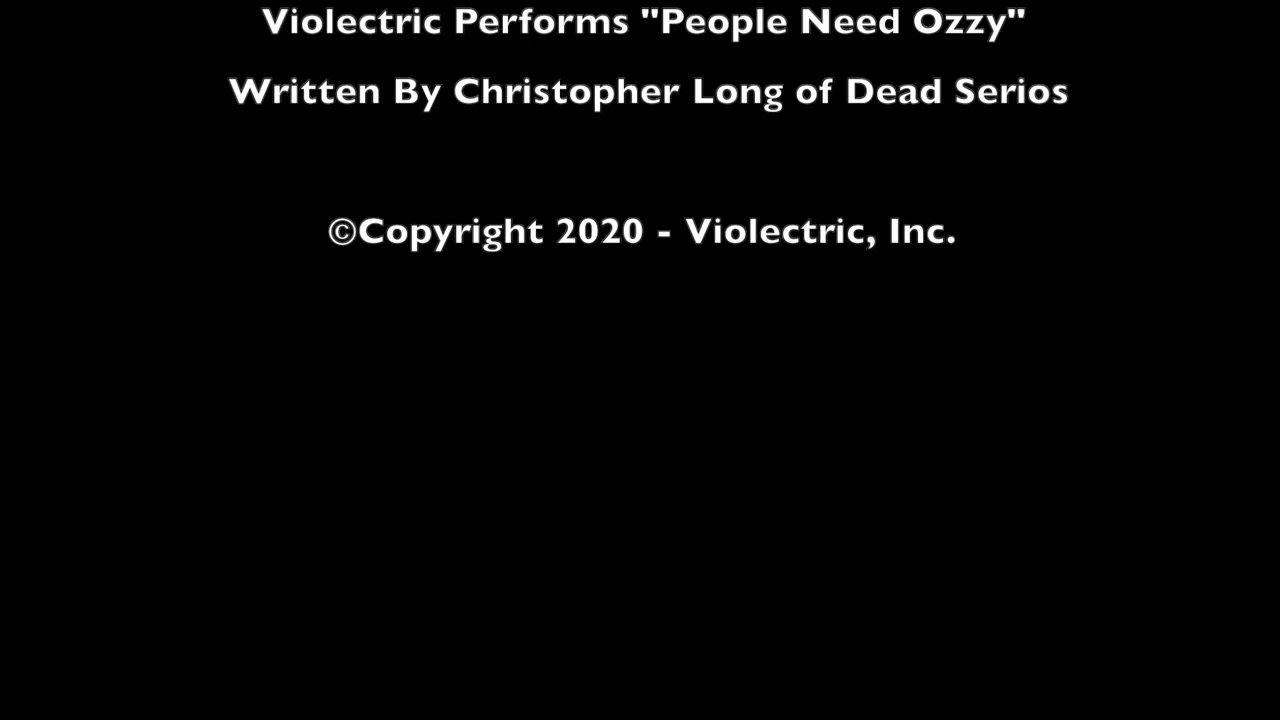 Violectric Performs "People Need Ozzy"
Written By Christopher Long of Dead Serios
©Copyright 2020 - Violectric, Inc.